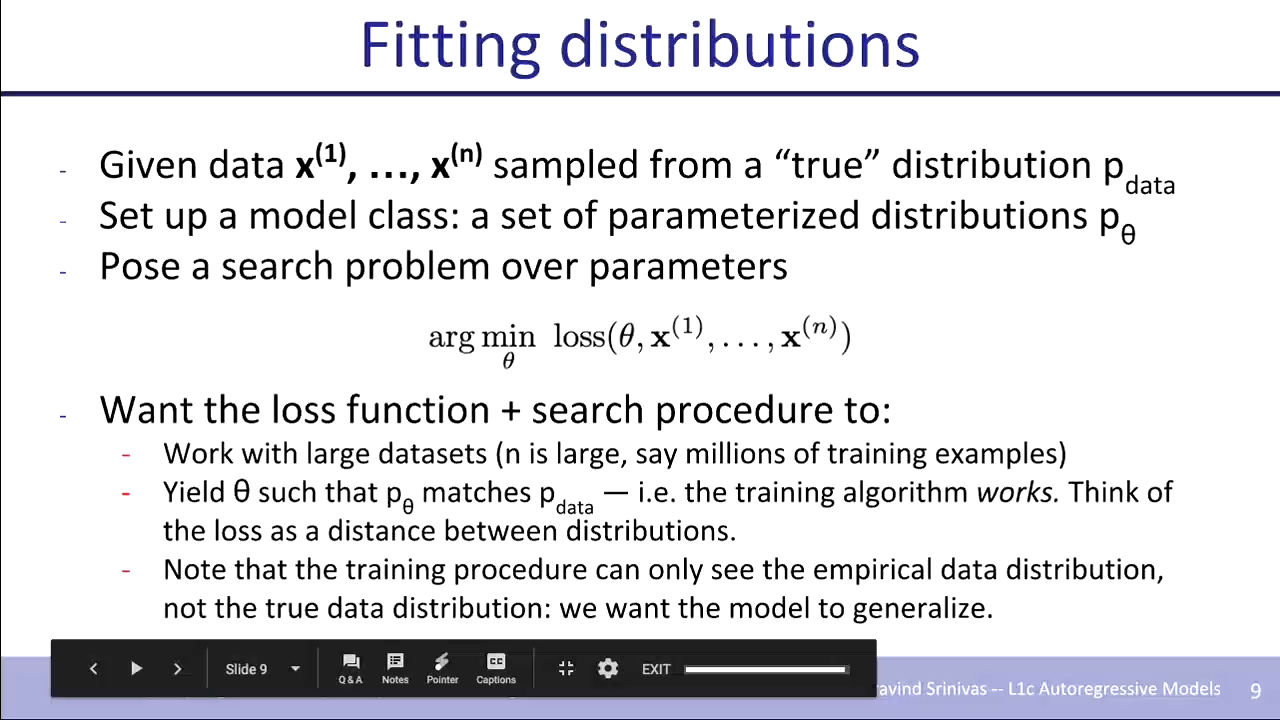 Fitting distributions
- Given data x⁽¹⁾, ..., x⁽ⁿ⁾ sampled from a “true” distribution p_data
- Set up a model class: a set of parameterized distributions p_θ
- Pose a search problem over parameters
arg min_θ loss(θ, x⁽¹⁾, . . . , x⁽ⁿ⁾)
- Want the loss function + search procedure to:
- Work with large datasets (n is large, say millions of training examples)
- Yield θ such that p_θ matches p_data — i.e. the training algorithm works. Think of
the loss as a distance between distributions.
- Note that the training procedure can only see the empirical data distribution,
not the true data distribution: we want the model to generalize.
Slide 9
Q & A
Notes
Pointer
CC
Captions
EXIT
ravind Srinivas -- L1c Autoregressive Models
9